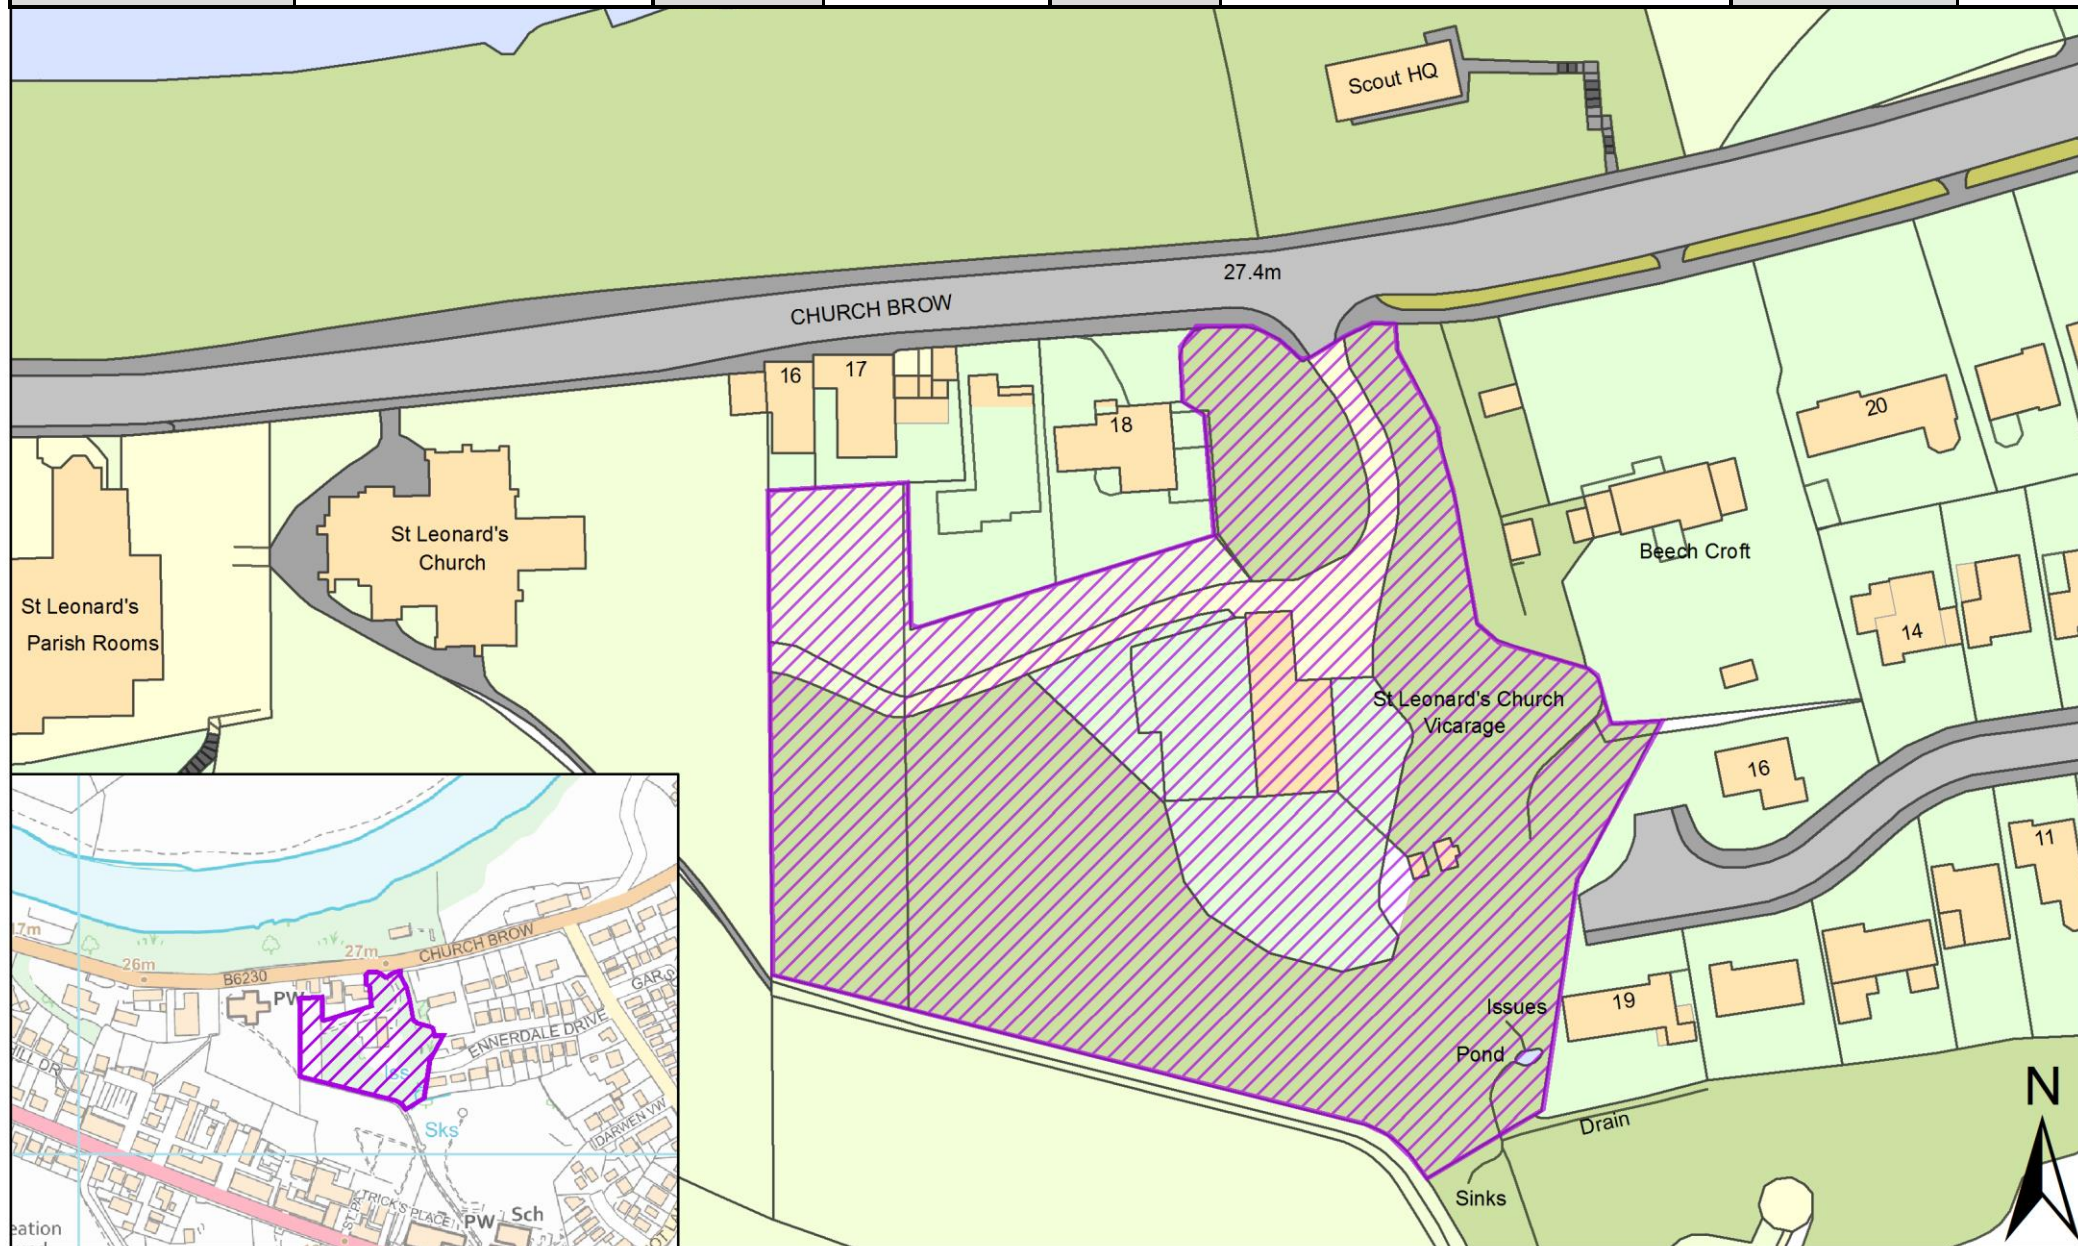 Scout HQ
27.4m
CHURCH BROW
16
17
18
20
St Leonard's
Church
Beech Croft
St Leonard's
Parish Rooms
14
St Leonard's Church
Vicarage
16
11
19
Issues
Pond
Drain
Sinks
N
27m
CHURCH BROW
26m
B6230
PW
ENNERDALE DRIVE
Iss
Sks
DARWEN VW
PW
Sch